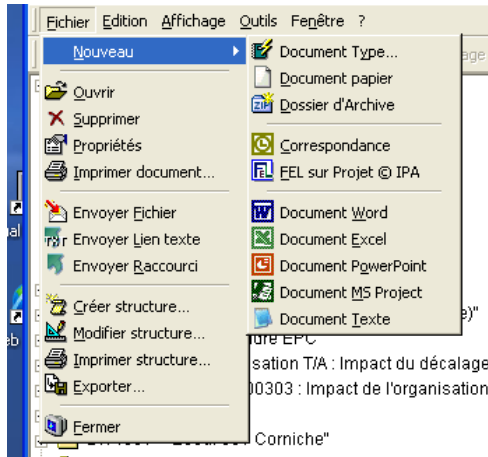 Fichier Edition Affichage Outils Fenêtre ?
Nouveau
Ouvrir
Supprimer
Propriétés
Imprimer document...
Envoyer Fichier
Envoyer Lien texte
Envoyer Raccourci
Créer structure...
Modifier structure...
Imprimer structure...
Exporter...
Fermer
Document Type...
Document papier
Dossier d'Archive
Correspondance
FEL sur Projet © IPA
Document Word
Document Excel
Document PowerPoint
Document MS Project
Document Texte
age
e)"
dre EPC
sation T/A : Impact du décalage
00303 : Impact de l'organisation
Corniche"